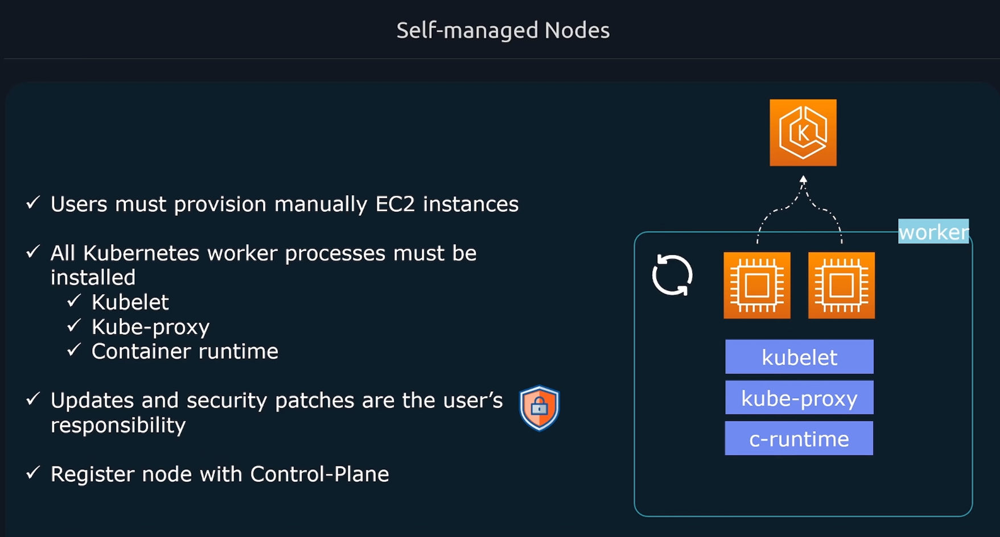 Self-managed Nodes
✓ Users must provision manually EC2 instances
✓ All Kubernetes worker processes must be
installed
✓ Kubelet
✓ Kube-proxy
✓ Container runtime
✓ Updates and security patches are the user’s
responsibility
✓ Register node with Control-Plane
K
worker
kubelet
kube-proxy
c-runtime